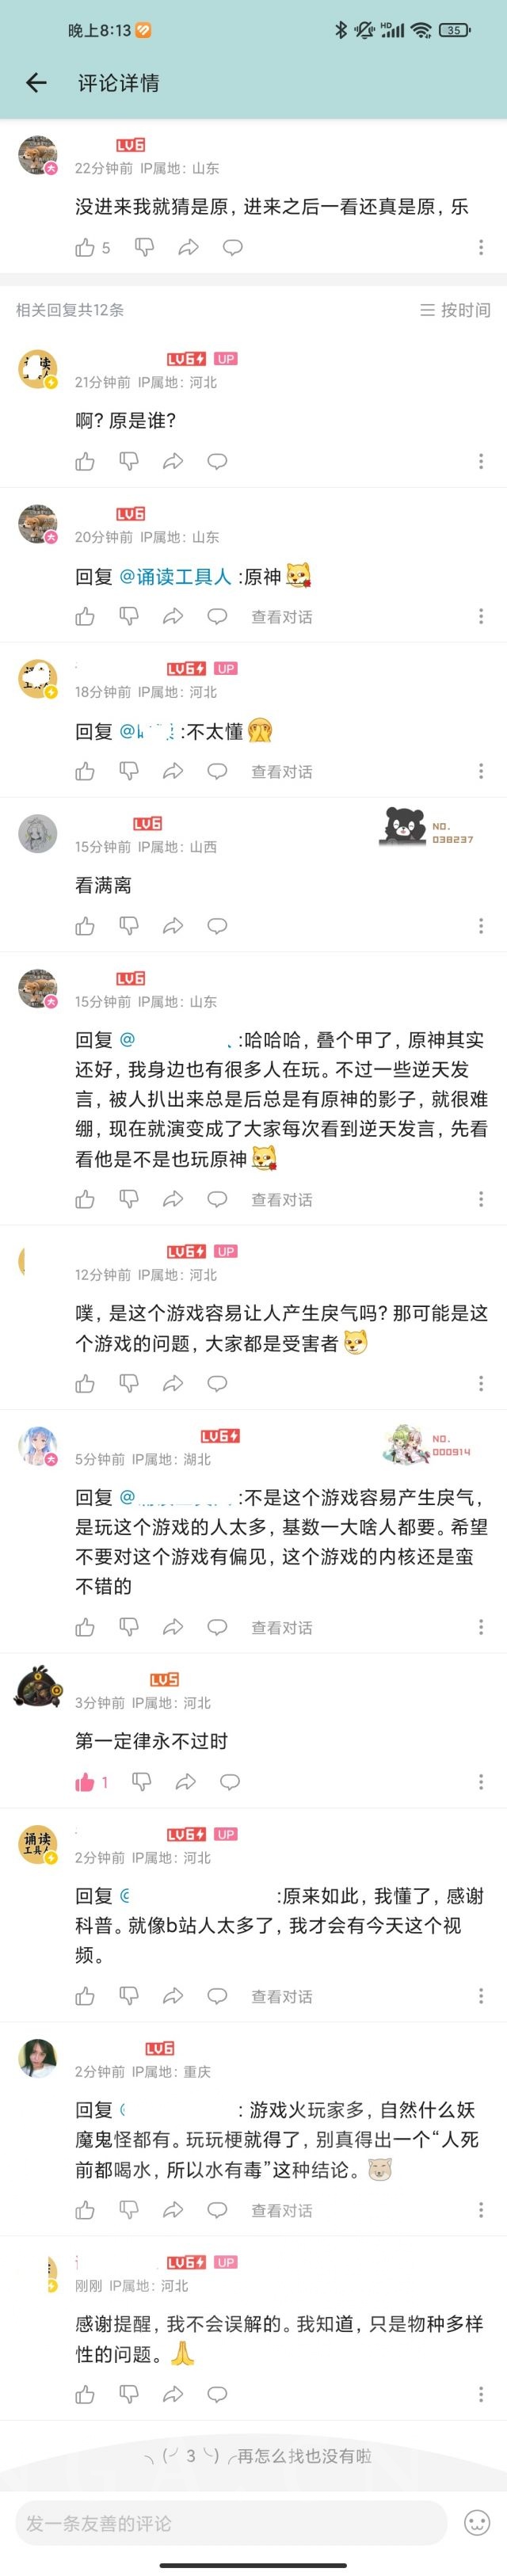 晚上8:13
HD
35
评论详情
LV6
22分钟前 IP属地：山东
没进来我就猜是原，进来之后一看还真是原，乐
5
相关回复共12条
按时间
LV6 UP
21分钟前 IP属地：河北
啊？原是谁？
LV6
20分钟前 IP属地：山东
回复 @诵读工具人 :原神
查看对话
LV6 UP
18分钟前 IP属地：河北
回复 @ :不太懂
查看对话
LV6
NO.
038237
15分钟前 IP属地：山西
看满离
LV6
15分钟前 IP属地：山东
回复 @ :哈哈哈，叠个甲了，原神其实
还好，我身边也有很多人在玩。不过一些逆天发
言，被人扒出来总是后总是有原神的影子，就很难
绷，现在就演变成了大家每次看到逆天发言，先看
看他是不是也玩原神
查看对话
LV6 UP
12分钟前 IP属地：河北
噗，是这个游戏容易让人产生戾气吗？那可能是这
个游戏的问题，大家都是受害者
LV6
NO.
000914
5分钟前 IP属地：湖北
回复 @ :不是这个游戏容易产生戾气，
是玩这个游戏的人太多，基数一大啥人都要。希望
不要对这个游戏有偏见，这个游戏的内核还是蛮
不错的
查看对话
LV5
3分钟前 IP属地：河北
第一定律永不过时
1
诵读
工具人
LV6 UP
2分钟前 IP属地：河北
回复 @ :原来如此，我懂了，感谢
科普。就像b站人太多了，我才会有今天这个视
频。
查看对话
LV6
2分钟前 IP属地：重庆
回复 : 游戏火玩家多，自然什么妖
魔鬼怪都有。玩玩梗就得了，别真得出一个“人死
前都喝水，所以水有毒”这种结论。
查看对话
LV6 UP
刚刚 IP属地：河北
感谢提醒，我不会误解的。我知道，只是物种多样
性的问题。
ヽ(╯3╰)╭再怎么找也没有啦
发一条友善的评论